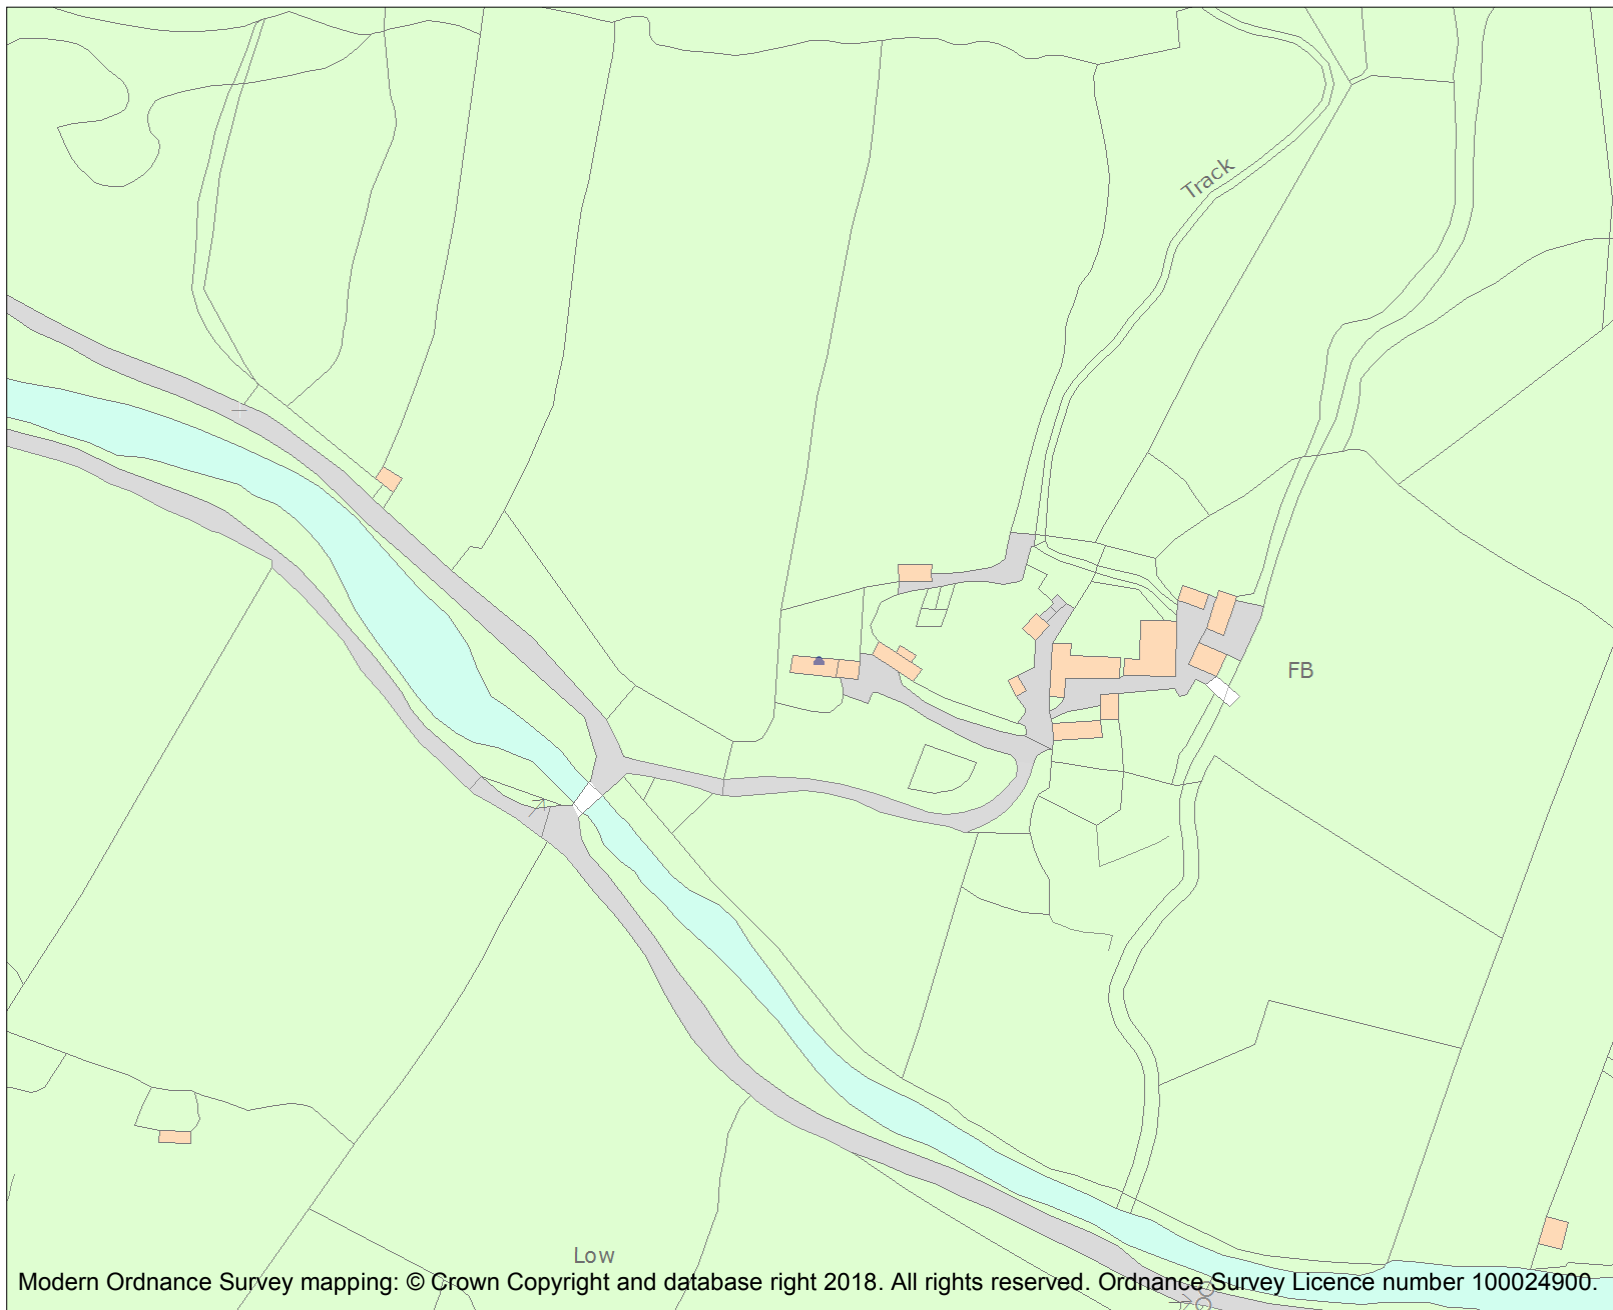 Track
FB
Low
Modern Ordnance Survey mapping: © Crown Copyright and database right 2018. All rights reserved. Ordnance Survey Licence number 100024900.